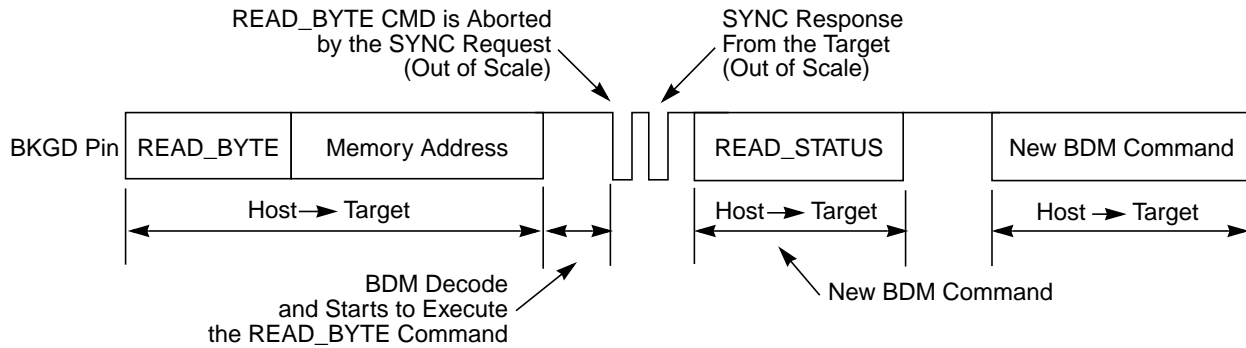 READ_BYTE CMD is Aborted
by the SYNC Request
(Out of Scale)
SYNC Response
From the Target
(Out of Scale)
BKGD Pin
READ_BYTE
Memory Address
READ_STATUS
New BDM Command
Host
Target
Host
Target
Host
Target
BDM Decode
and Starts to Execute
the READ_BYTE Command
New BDM Command